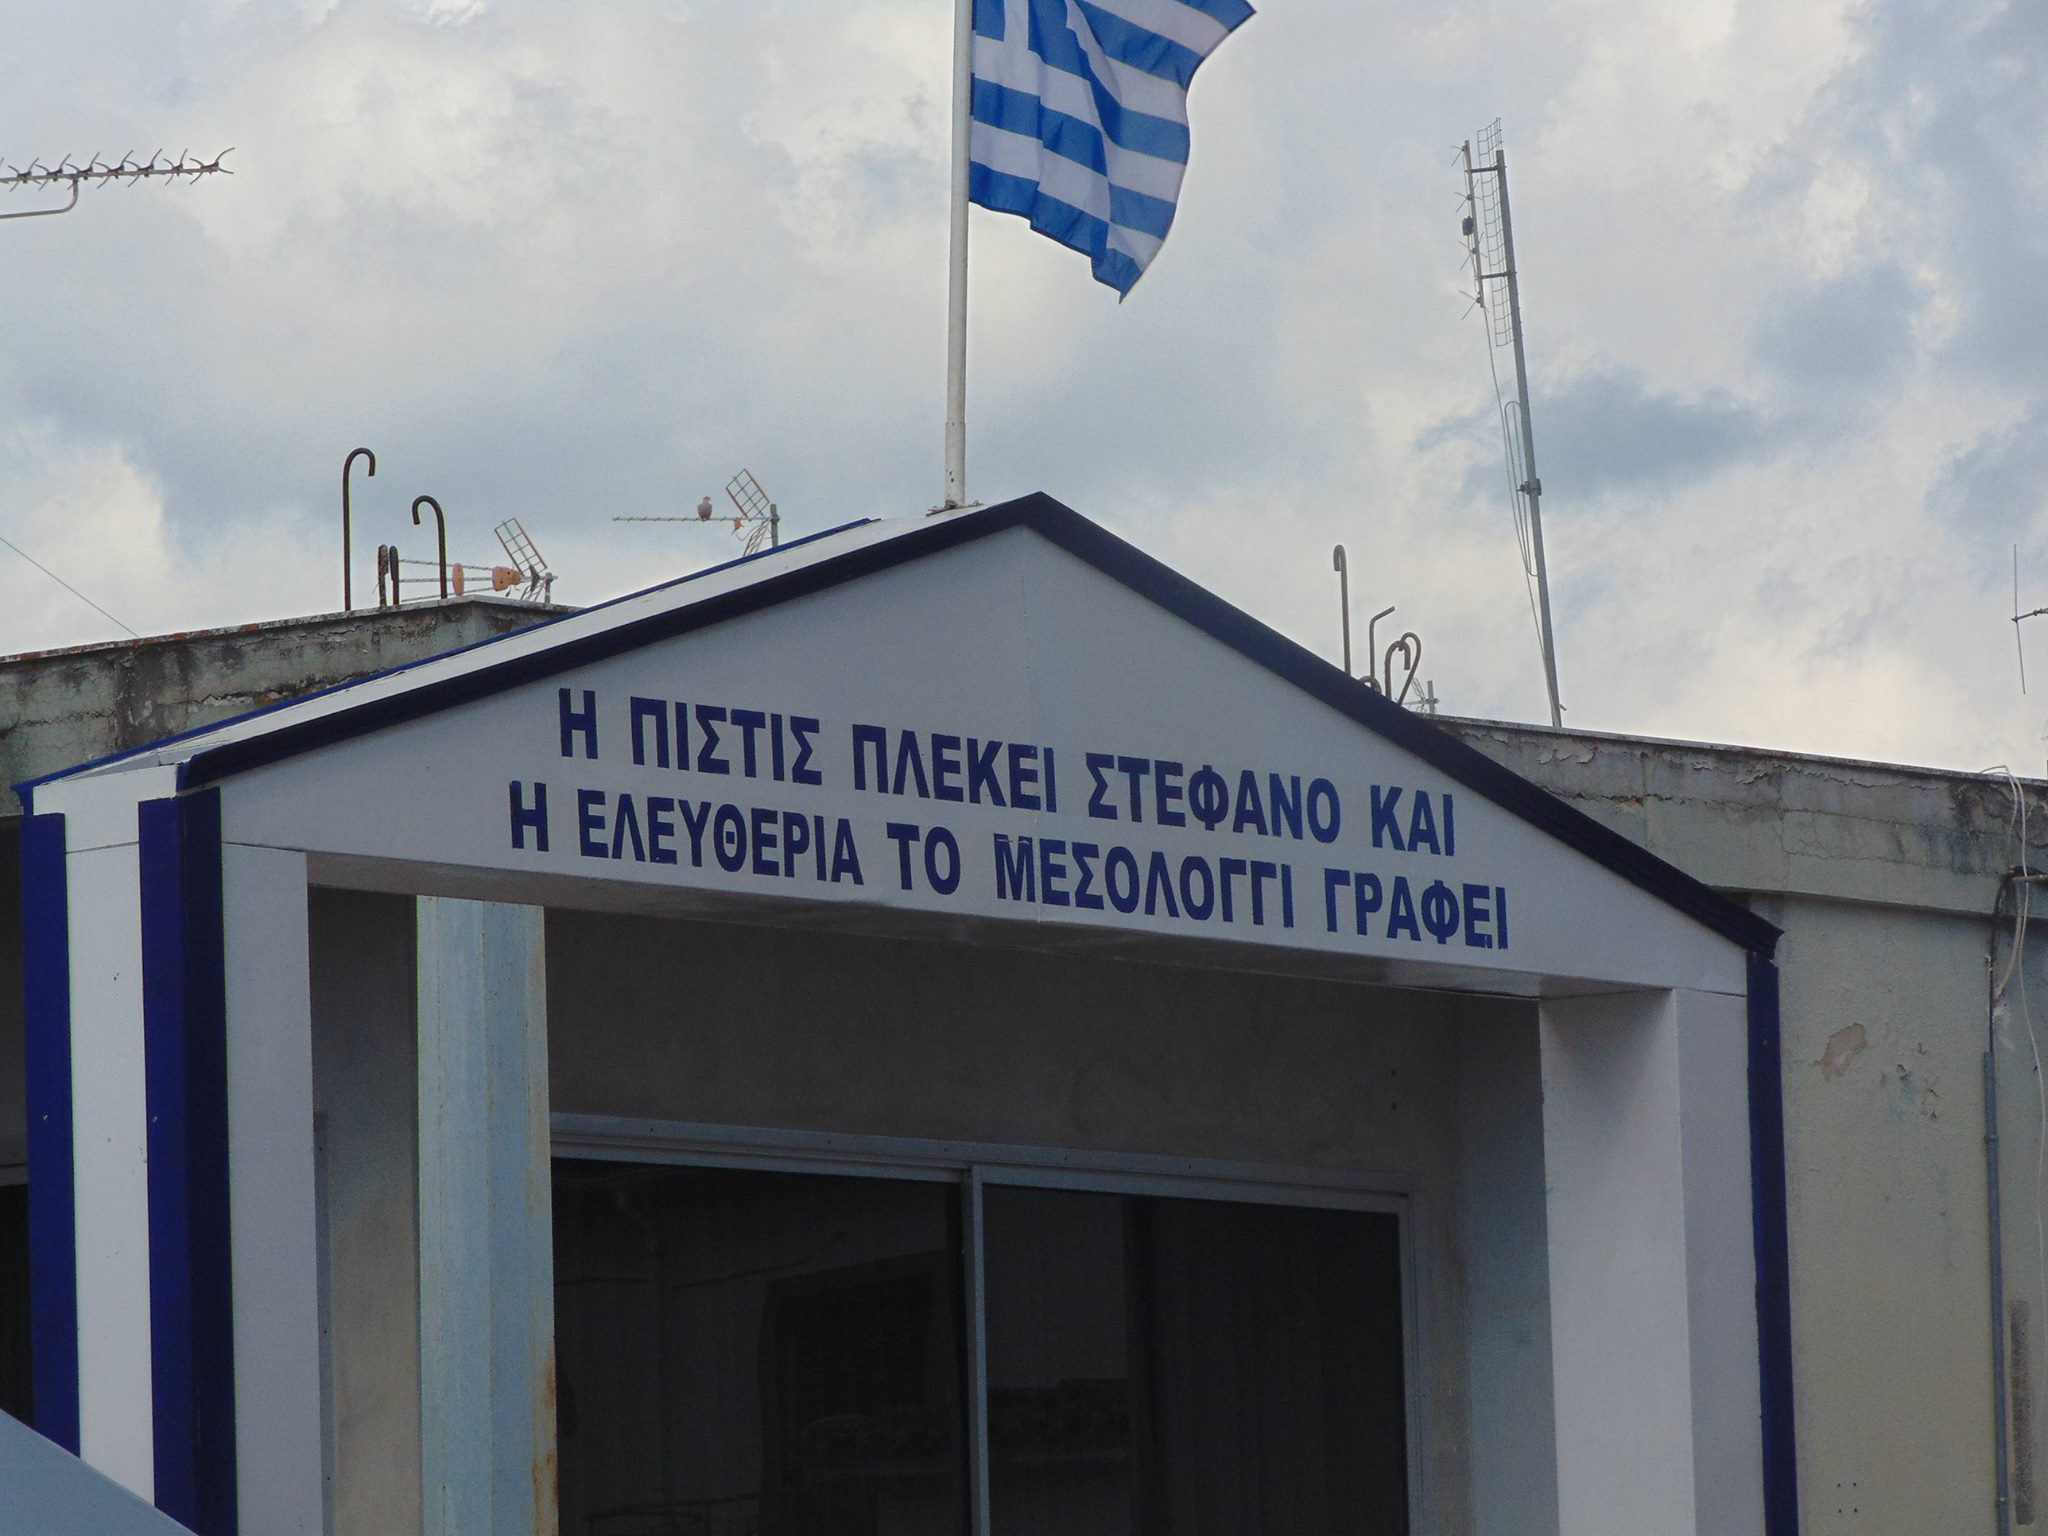 Η ΠΙΣΤΙΣ ΠΛΕΚΕΙ ΣΤΕΦΑΝΟ ΚΑΙ
Η ΕΛΕΥΘΕΡΙΑ ΤΟ ΜΕΣΟΛΟΓΓΙ ΓΡΑΦΕΙ